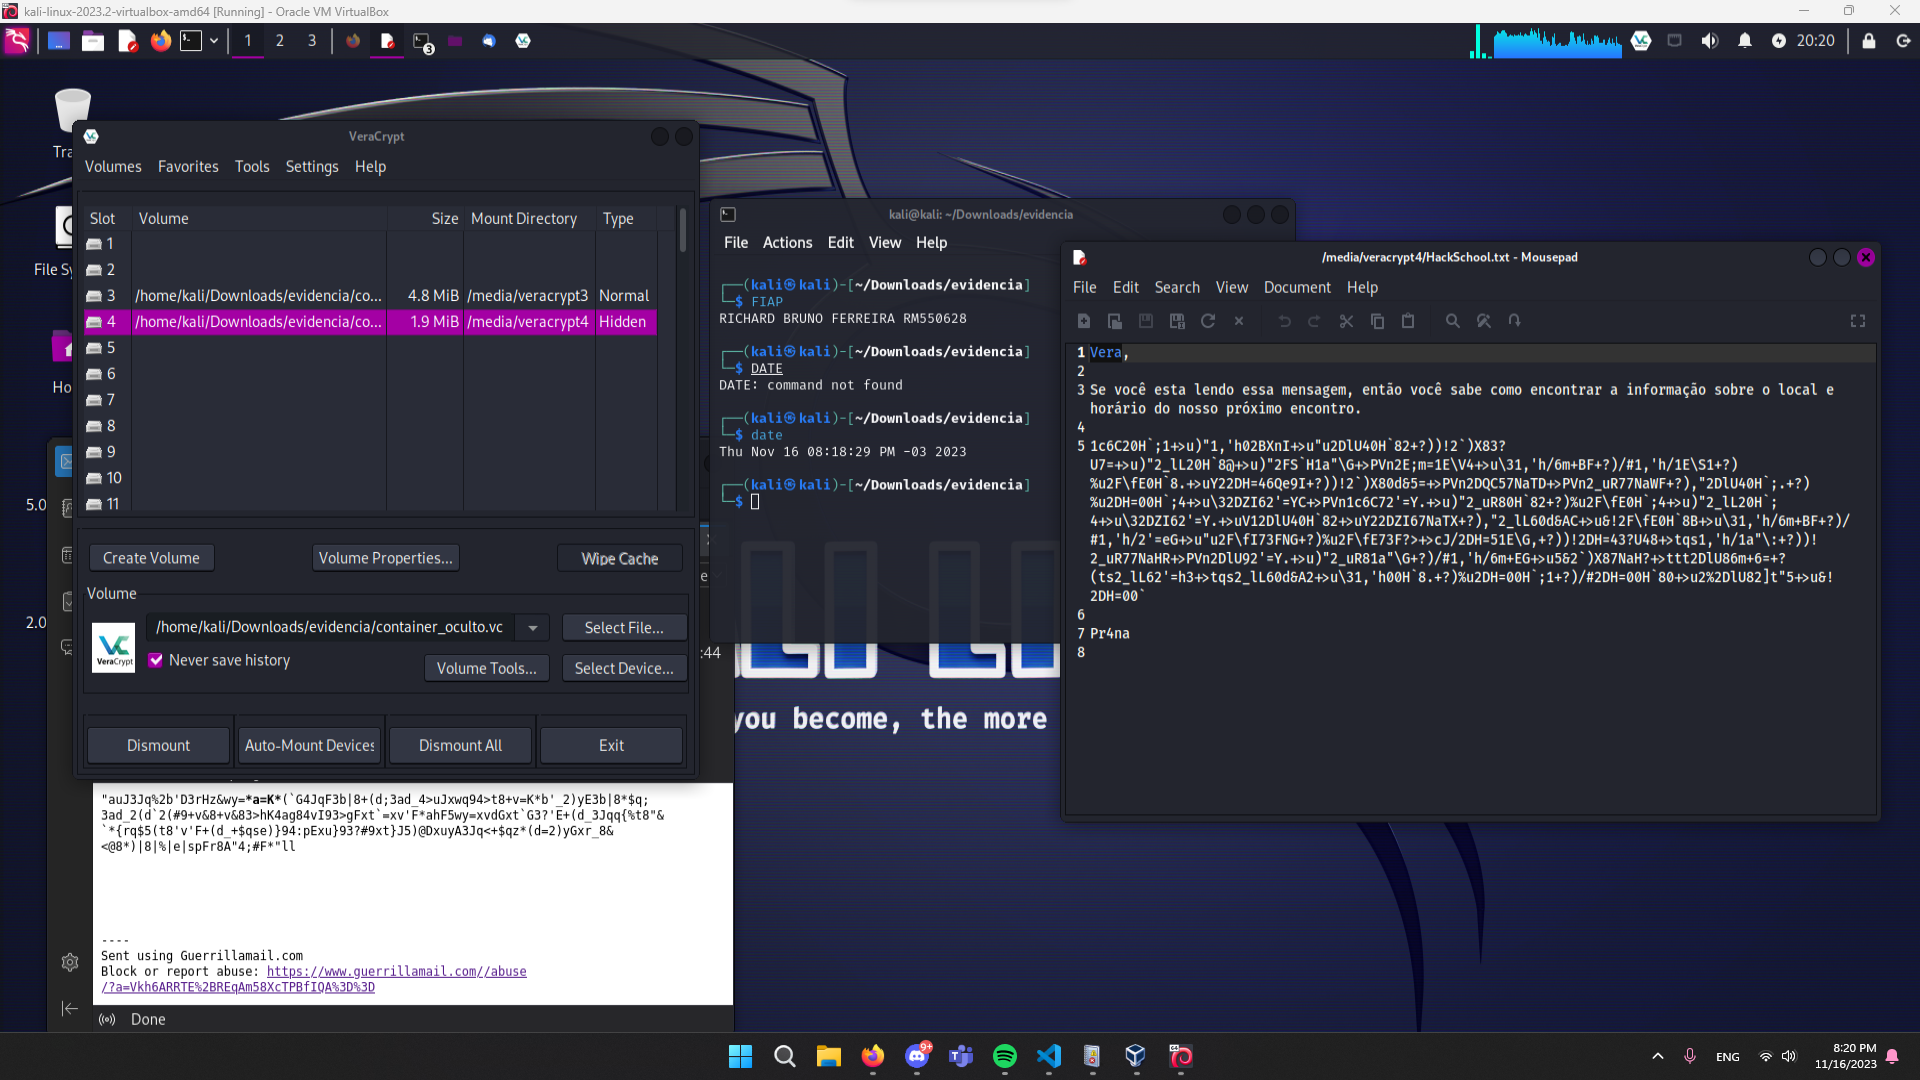 kali-linux-2023.2-virtualbox-amd64 [Running] - Oracle VM VirtualBox
1 2 3
3
20:20
VeraCrypt
Volumes Favorites Tools Settings Help
Slot Volume Size Mount Directory Type
1
2
3 /home/kali/Downloads/evidencia/co... 4.8 MiB /media/veracrypt3 Normal
4 /home/kali/Downloads/evidencia/co... 1.9 MiB /media/veracrypt4 Hidden
5
6
7
8
9
10
11
Create Volume Volume Properties... Wipe Cache
Volume
VeraCrypt
/home/kali/Downloads/evidencia/container_oculto.vc Select File...
Never save history
Volume Tools... Select Device...
Dismount Auto-Mount Devices Dismount All Exit
File Sy
Ho
5.0
2.0
:44
kali@kali: ~/Downloads/evidencia
File Actions Edit View Help
┌──(kali㉿kali)-[~/Downloads/evidencia]
└─$ FIAP
RICHARD BRUNO FERREIRA RM550628
┌──(kali㉿kali)-[~/Downloads/evidencia]
└─$ DATE
DATE: command not found
┌──(kali㉿kali)-[~/Downloads/evidencia]
└─$ date
Thu Nov 16 08:18:29 PM -03 2023
┌──(kali㉿kali)-[~/Downloads/evidencia]
└─$
you become, the more
/media/veracrypt4/HackSchool.txt - Mousepad
File Edit Search View Document Help
1 Vera,
2
3 Se você esta lendo essa mensagem, então você sabe como encontrar a informação sobre o local e
horário do nosso próximo encontro.
4
5 1c6C20H`;1+>u)"1,'h02BXnI+>u"u2DlU40H`82+?))!2`)X83?
U7=+>u)"2_lL20H`8@+>u)"2FS`H1a"\G+>PVn2E;m=1E\V4+>u\31,'h/6m+BF+?)/#1,'h/1E\S1+?)
%u2F\fE0H`8.+>uY22DH=46Qe9I+?))!2`)X80d&5=+>PVn2DQC57NaTD+>PVn2_uR77NaWF+?),"2DlU40H`;.+?)
%u2DH=00H`;4+>u\32DZI62'=YC+>PVn1c6C72'=Y.+>u)"2_uR80H`82+?)%u2F\fE0H`;4+>u)"2_lL20H`;
4+>u\32DZI62'=Y.+>uV12DlU40H`82+>uY22DZI67NaTX+?),"2_lL60d&AC+>u&!2F\fE0H`8B+>u\31,'h/6m+BF+?)/
#1,'h/2'=eG+>u"u2F\fI73FNG+?)%u2F\fE73F?>+>cJ/2DH=51E\G,+?))!2DH=43?U48+>tqs1,'h/1a"\:+?))!
2_uR77NaHR+>PVn2DlU92'=Y.+>u)"2_uR81a"\G+?)/#1,'h/6m+EG+>u5&2`)X87NaH?+>ttt2DlU86m+6=+?
(ts2_lL62'=h3+>tqs2_lL60d&A2+>u\31,'h00H`8.+?)%u2DH=00H`;1+?)/#2DH=00H`80+>u2%2DlU82]t"5+>u&!
2DH=00`
6
7 Pr4na
8
"auJ3Jq%2b'D3rHz&wy=*a=K*(`G4JqF3b|8+(d;3ad_4>uJxwq94>t8+v=K*b'_2)yE3b|8*$q;
3ad_2(d`2(#9+v&8+v&83>hK4ag84vI93>gFxt`=xv'F*ahF5wy=xvdGxt`G3?'E+(d_3Jqq{%t8"&
`*{rq$5(t8'v'F+(d_+$qse)}94:pExu}93?#9xt}J5)@DxuyA3Jq<+$qz*(d=2)yGxr_8&
<@8*)|8|%|e|spFr8A"4;#F*"ll
----
Sent using Guerrillamail.com
Block or report abuse: https://www.guerrillamail.com//abuse
/?a=Vkh6ARRTE%2BREqAm58XcTPBfIQA%3D%3D
Done
9+
ENG
8:20 PM
11/16/2023